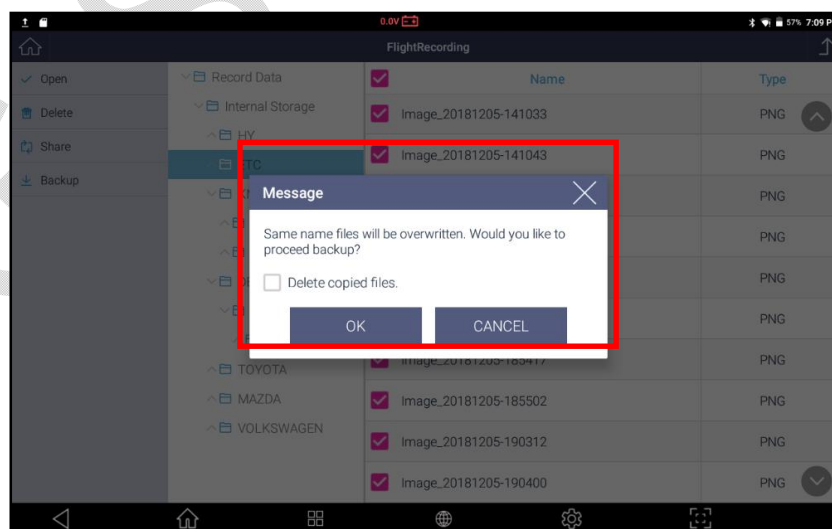 0.0V
57% 7:09 P
FlightRecording
Open
Delete
Share
Backup
Record Data
Internal Storage
HY
TOYOTA
MAZDA
VOLKSWAGEN
Name Type
Image_20181205-141033 PNG
Image_20181205-141043 PNG
PNG
PNG
PNG
PNG
Image_20181205-185417 PNG
Image_20181205-185502 PNG
Image_20181205-190312 PNG
Image_20181205-190400 PNG
Message
Same name files will be overwritten. Would you like to
proceed backup?
Delete copied files.
OK CANCEL